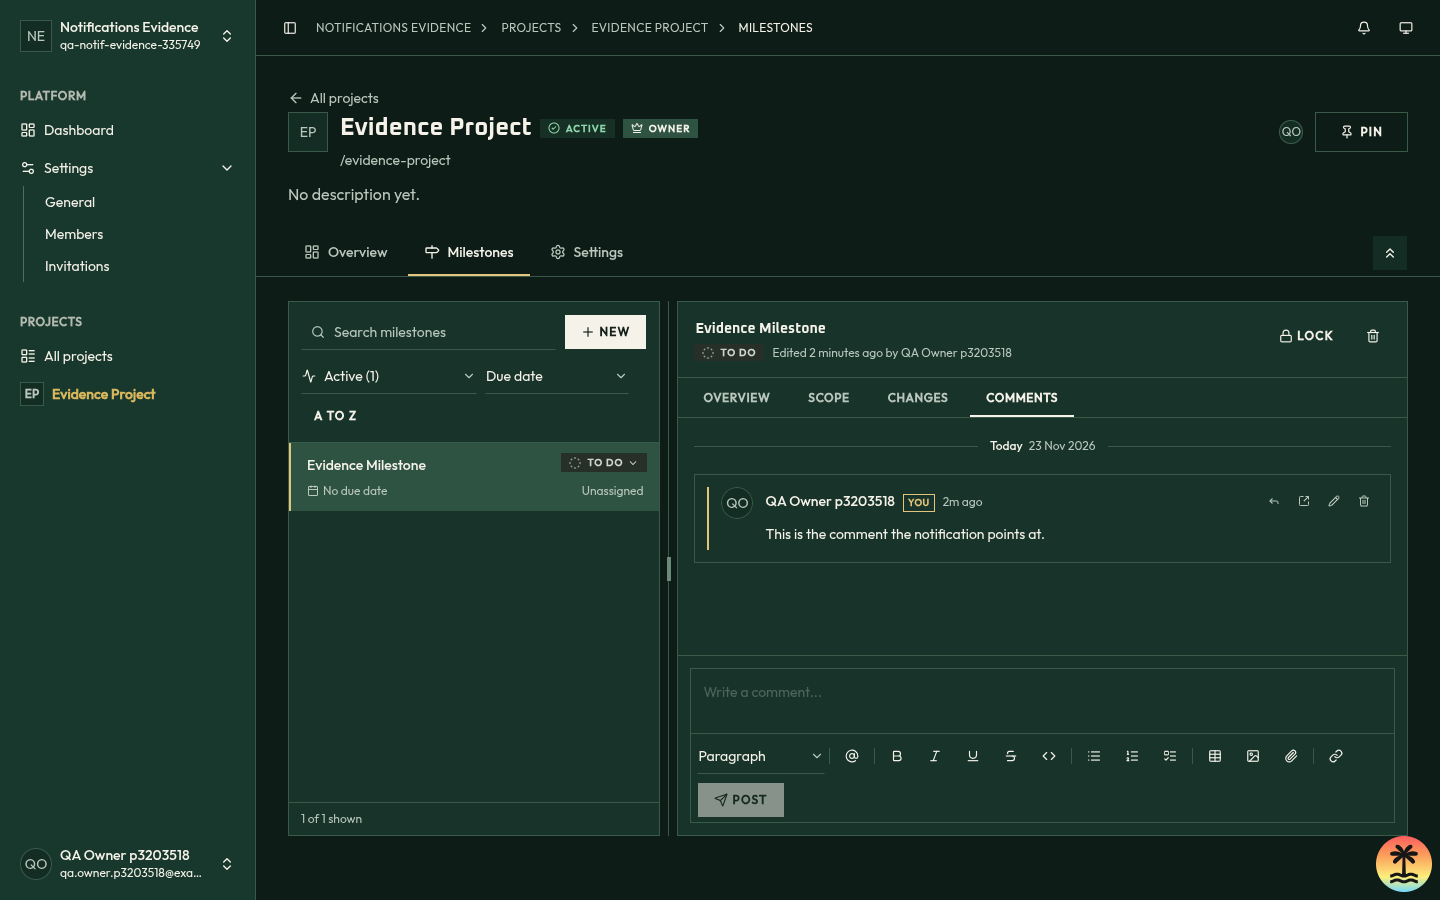 NE
Notifications Evidence
qa-notif-evidence-335749
PLATFORM
Dashboard
Settings
General
Members
Invitations
PROJECTS
All projects
EP
Evidence Project
QO
QA Owner p3203518
qa.owner.p3203518@exa...
NOTIFICATIONS EVIDENCE
PROJECTS
EVIDENCE PROJECT
MILESTONES
All projects
EP
Evidence Project
ACTIVE
OWNER
/evidence-project
QO
PIN
No description yet.
Overview
Milestones
Settings
Search milestones
NEW
Active (1)
Due date
A TO Z
Evidence Milestone
TO DO
No due date
Unassigned
1 of 1 shown
Evidence Milestone
TO DO
Edited 2 minutes ago by QA Owner p3203518
LOCK
OVERVIEW
SCOPE
CHANGES
COMMENTS
Today 23 Nov 2026
QO
QA Owner p3203518
YOU
2m ago
This is the comment the notification points at.
Write a comment...
Paragraph
POST